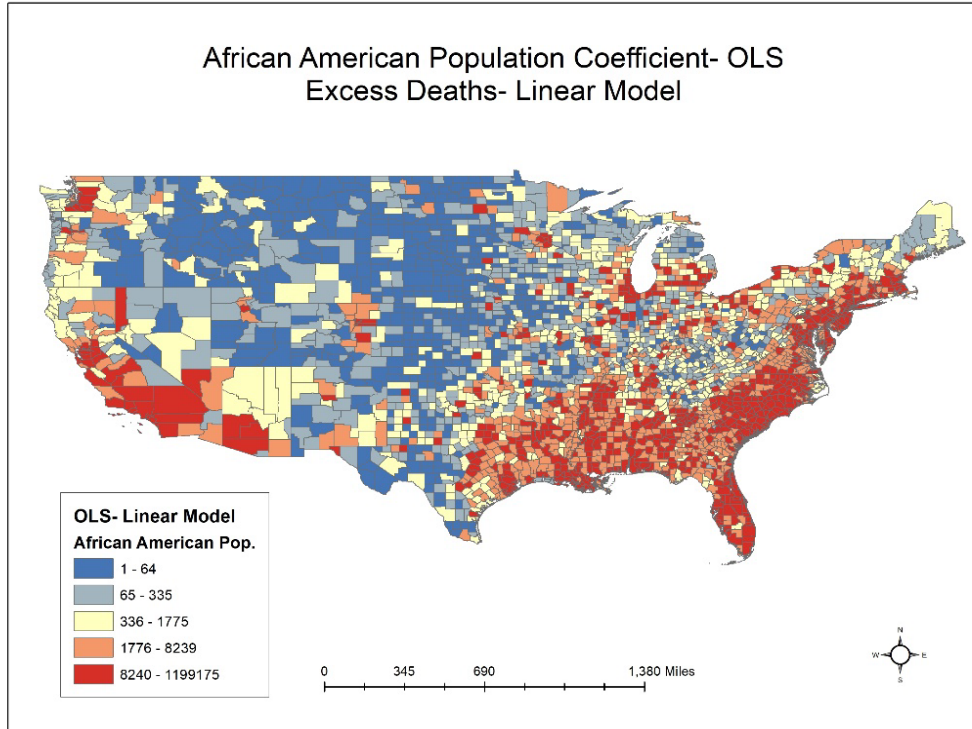 African American Population Coefficient- OLS
Excess Deaths- Linear Model
OLS- Linear Model
African American Pop.
1 - 64
65 - 335
336 - 1775
1776 - 8239
8240 - 1199175
0 345 690 1,380 Miles
N
W E
S